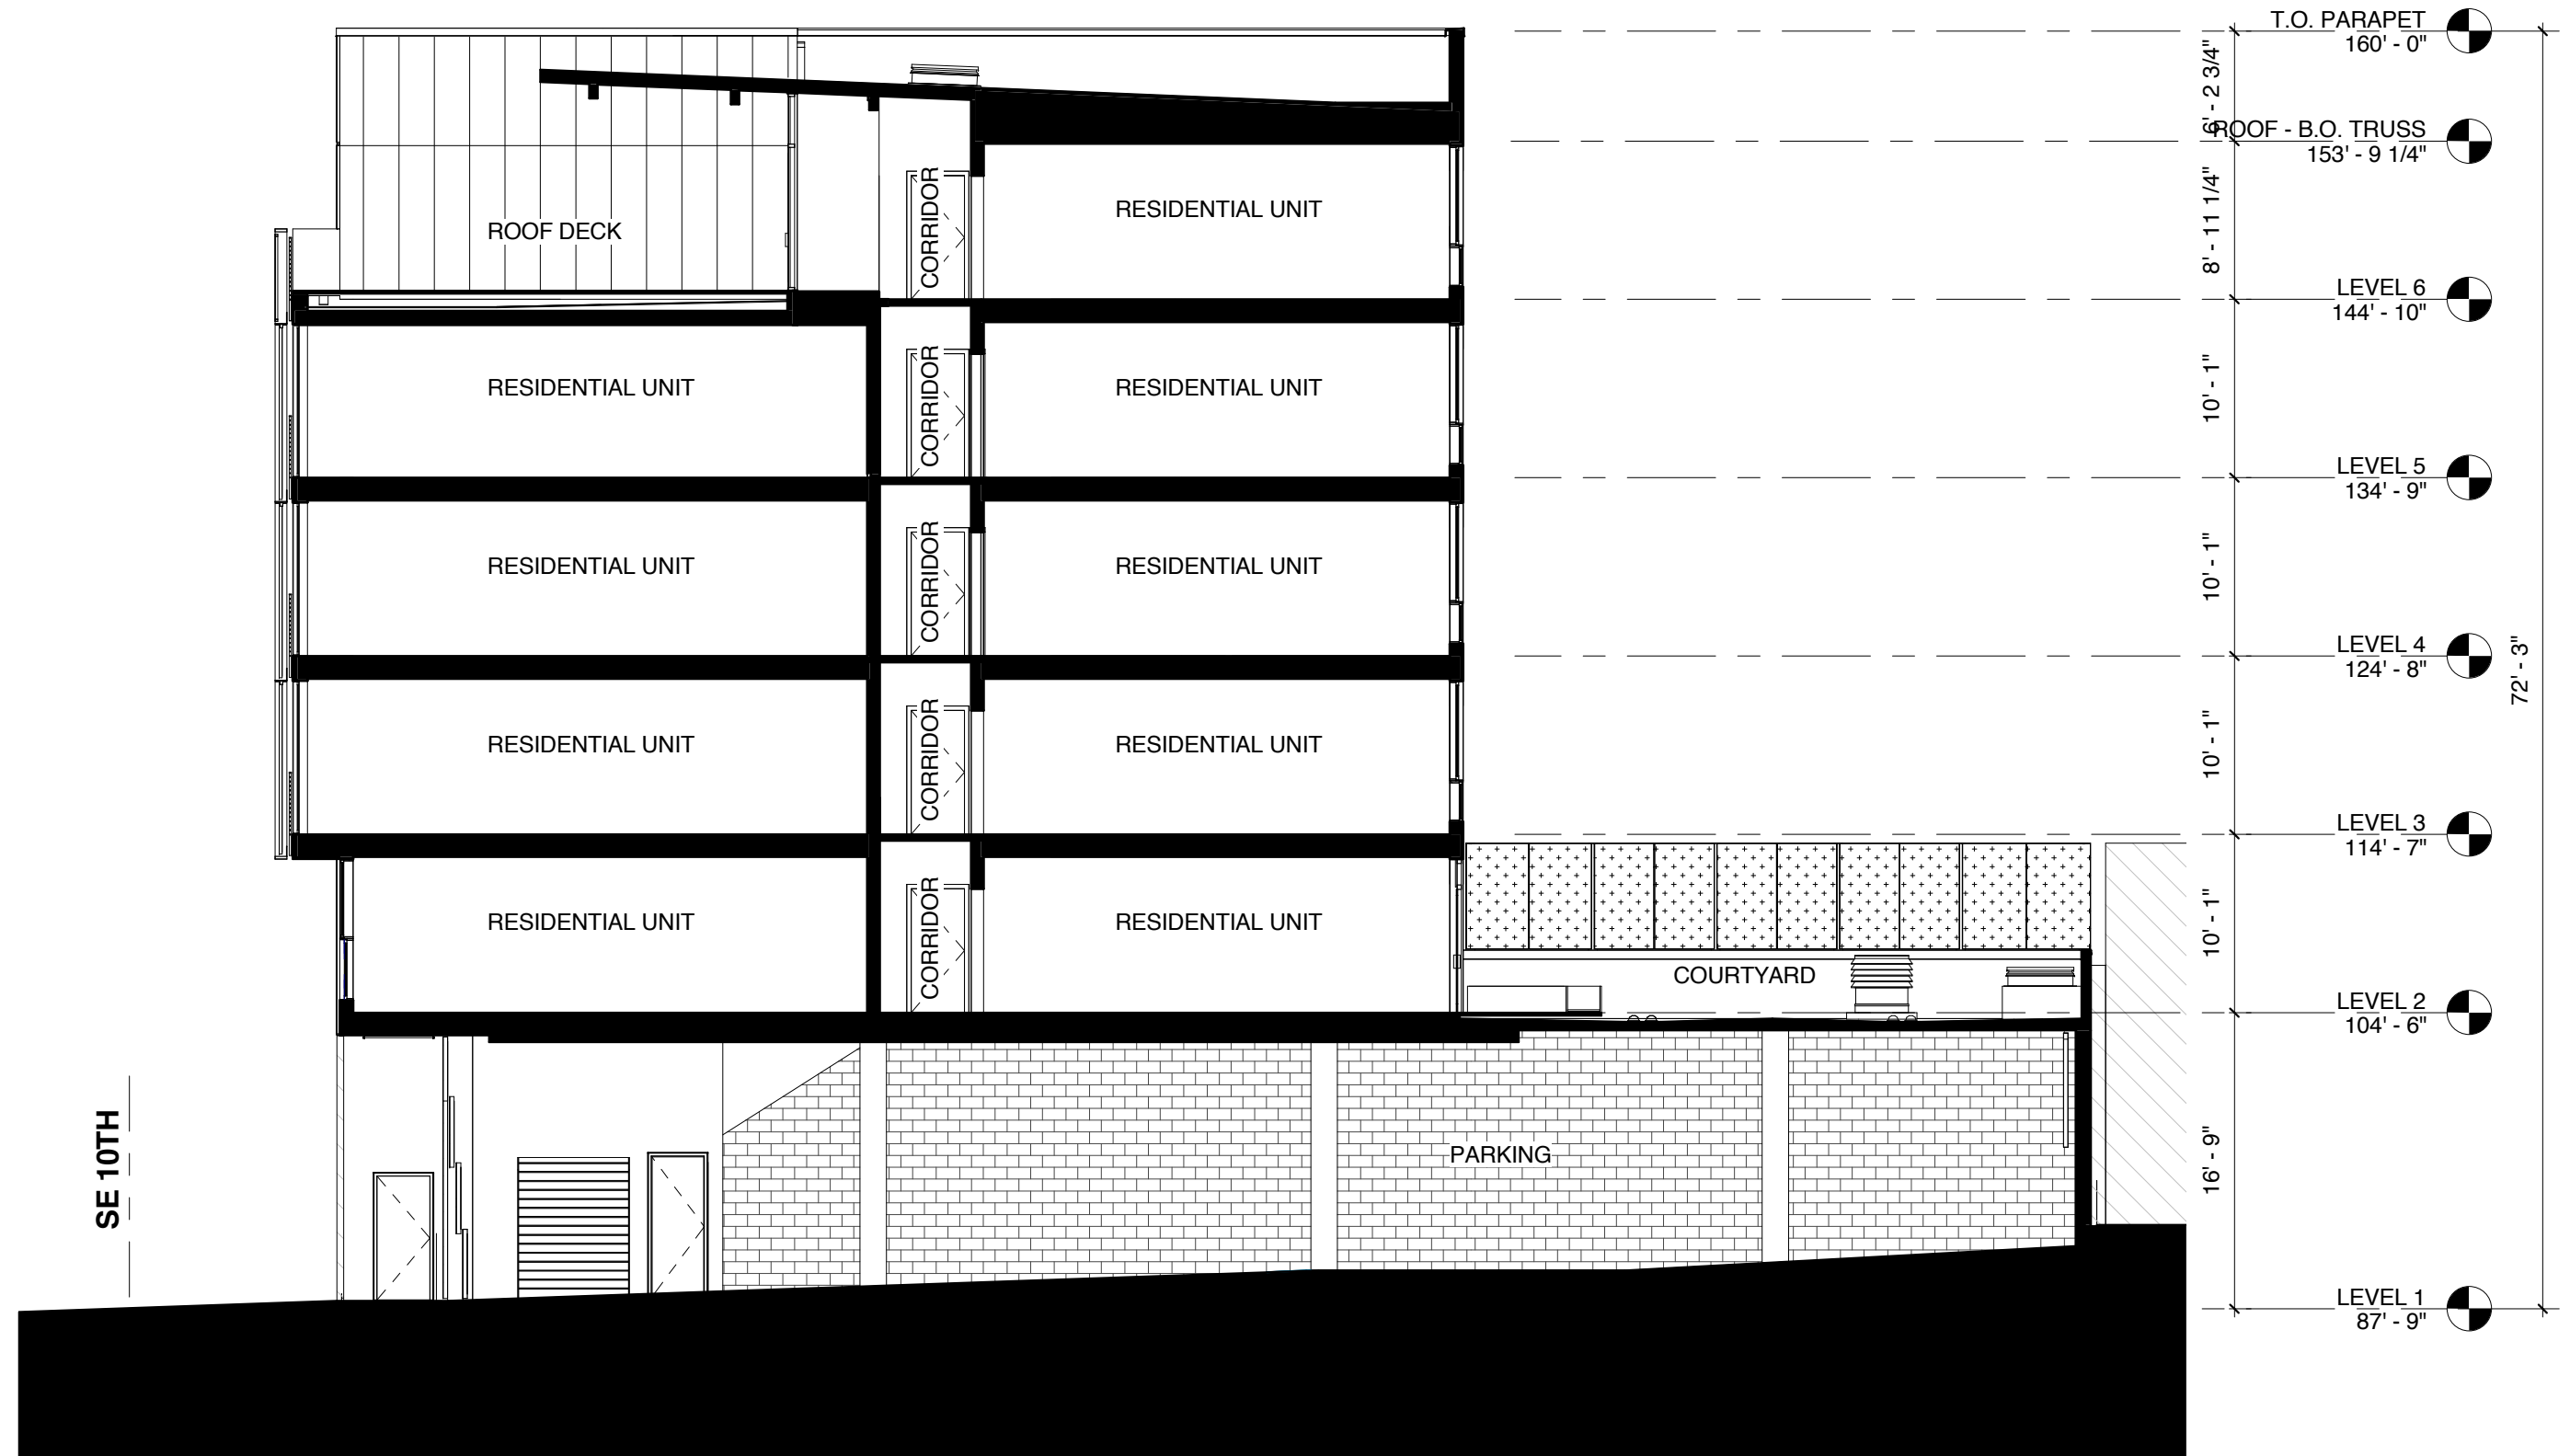 T.O. PARAPET
160' - 0"
6' - 2 3/4"
ROOF - B.O. TRUSS
153' - 9 1/4"
8' - 11 1/4"
ROOF DECK
CORRIDOR
RESIDENTIAL UNIT
LEVEL 6
144' - 10"
10' - 1"
RESIDENTIAL UNIT
CORRIDOR
RESIDENTIAL UNIT
LEVEL 5
134' - 9"
10' - 1"
RESIDENTIAL UNIT
CORRIDOR
RESIDENTIAL UNIT
LEVEL 4
124' - 8"
72' - 3"
10' - 1"
RESIDENTIAL UNIT
CORRIDOR
RESIDENTIAL UNIT
LEVEL 3
114' - 7"
10' - 1"
RESIDENTIAL UNIT
CORRIDOR
RESIDENTIAL UNIT
COURTYARD
LEVEL 2
104' - 6"
16' - 9"
SE 10TH
PARKING
LEVEL 1
87' - 9"